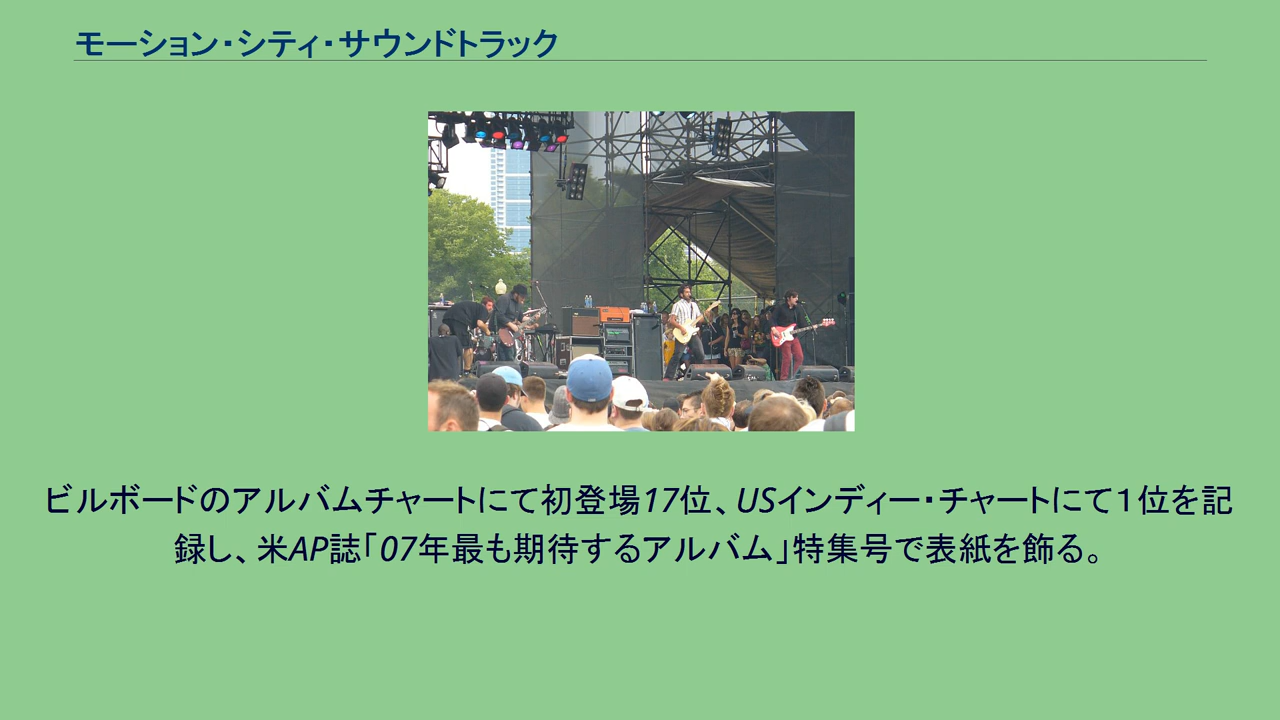 モーション・シティ・サウンドトラック
ビルボードのアルバムチャートにて初登場17位、USインディー・チャートにて１位を記
録し、米AP誌「07年最も期待するアルバム」特集号で表紙を飾る。